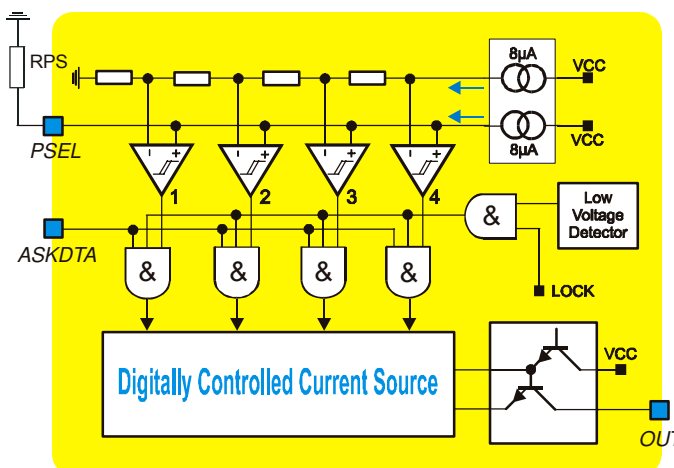 RPS
8µA
VCC
VCC
8µA
PSEL
- +
- +
- +
- +
1
2
3
4
&
Low
Voltage
Detector
ASKDTA
&
&
&
&
LOCK
Digitally Controlled Current Source
VCC
OUT